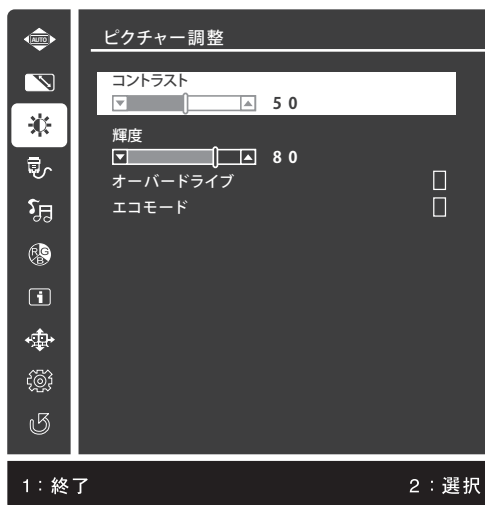 AUTO
ピクチャー調整
コントラスト
50
輝度
80
オーバードライブ
エコモード
R G B
i
1：終了
2：選択